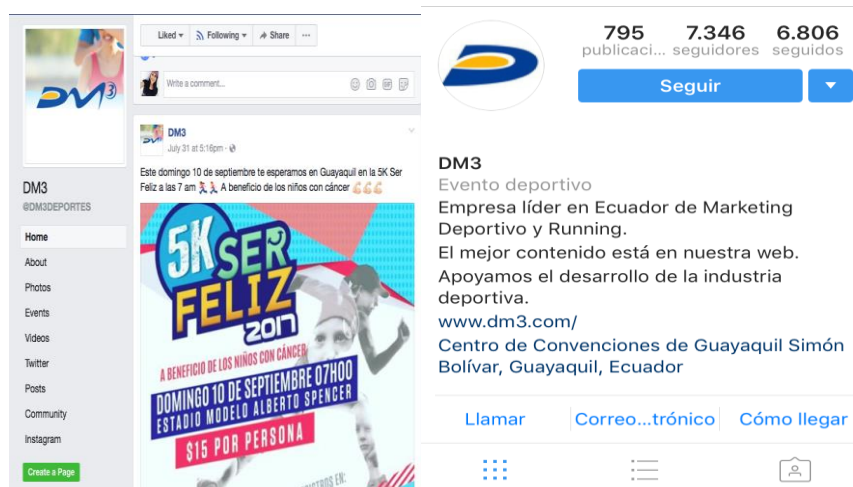 DM3
Liked
Following
Share
Write a comment...
DM3
@DM3DEPORTES
Home
About
Photos
Events
Videos
Twitter
Posts
Community
Instagram
Create a Page
DM3
July 31 at 5:16pm
Este domingo 10 de septiembre te esperamos en Guayaquil en la 5K Ser
Feliz a las 7 am A beneficio de los niños con cáncer
5K SER
FELIZ
2017
A BENEFICIO DE LOS NIÑOS CON CÁNCER
DOMINGO 10 DE SEPTIEMBRE 07H00
ESTADIO MODELO ALBERTO SPENCER
$15 POR PERSONA
EN:
795 7.346 6.806
publicaci... seguidores seguidos
Seguir
DM3
Evento deportivo
Empresa líder en Ecuador de Marketing
Deportivo y Running.
El mejor contenido está en nuestra web.
Apoyamos el desarrollo de la industria
deportiva.
www.dm3.com/
Centro de Convenciones de Guayaquil Simón
Bolívar, Guayaquil, Ecuador
Llamar Correo...trónico Cómo llegar